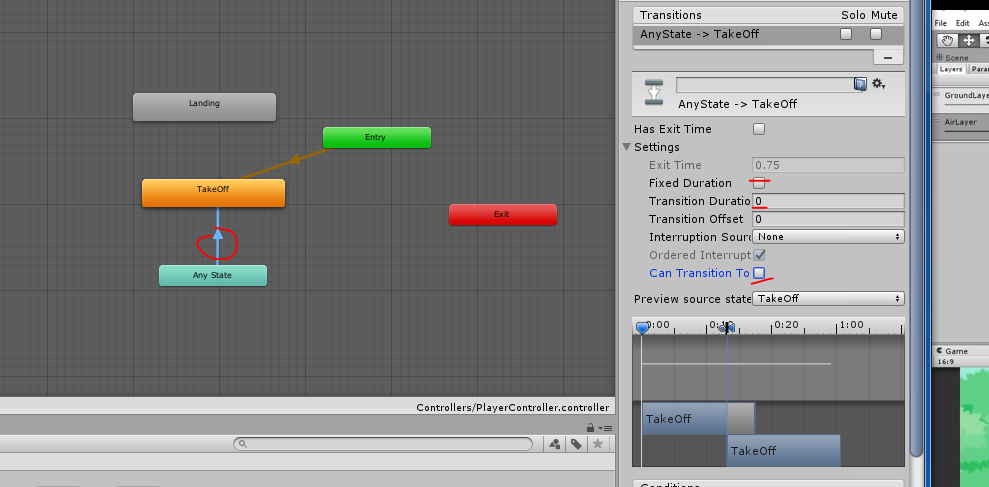 Landing
Entry
TakeOff
Exit
Any State
Controllers/PlayerController.controller
Transitions
Solo Mute
AnyState -> TakeOff
AnyState -> TakeOff
Has Exit Time
Settings
Exit Time 0.75
Fixed Duration
Transition Duratio 0
Transition Offset 0
Interruption Sourc None
Ordered Interrupt
Can Transition To
Preview source state TakeOff
0:00 0:10 0:20 1:00
TakeOff
TakeOff
Conditions
File Edit Ass
Scene
Layers Param
GroundLaye
AirLayer
Game
16:9